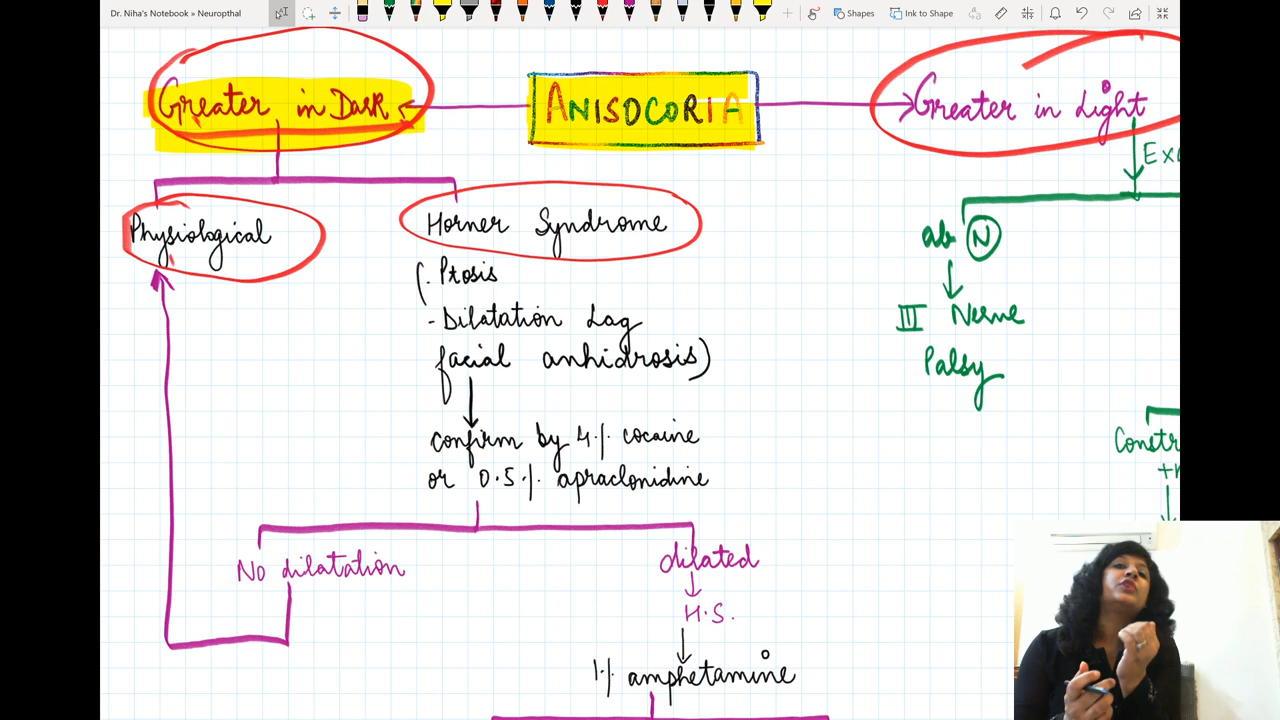 Dr. Niha's Notebook » Neuropthal
Shapes
Ink to Shape
Greater in Dark
ANISOCORIA
Greater in Light
Physiological
Horner Syndrome
(. Ptosis
- Dilatation Lag
facial anhidrosis)
confirm by 4% cocaine
or 0.5% apraclonidine
No dilatation
dilated
H.S.
1% amphetamine
Exa
ab N
III Nerve
Palsy
Constr